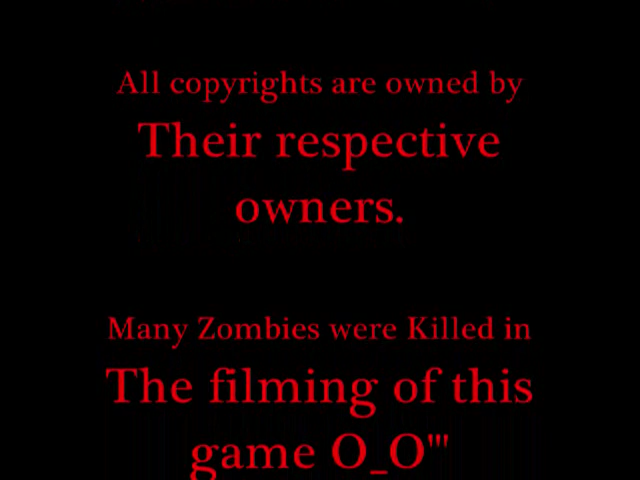 All copyrights are owned by
Their respective
owners.
Many Zombies were Killed in
The filming of this
game O_O'"